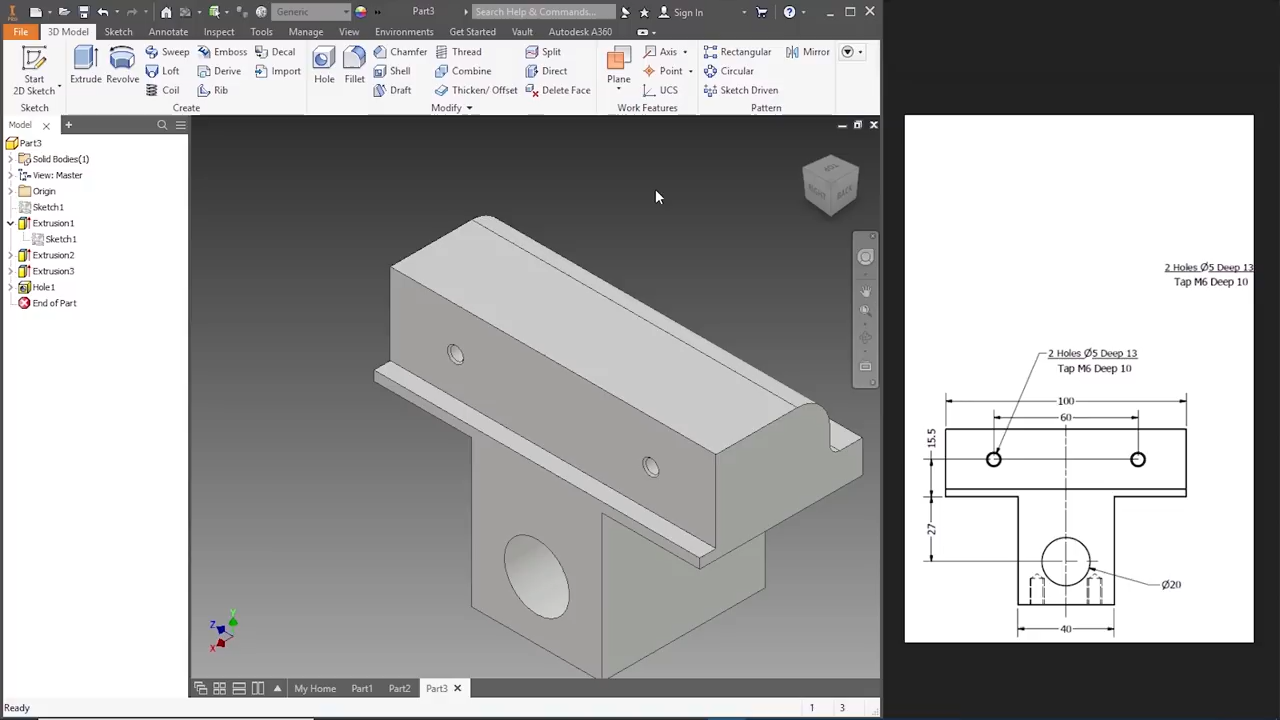 PRO
Generic
Part3
Search Help & Commands...
Sign In
File
3D Model
Sketch
Annotate
Inspect
Tools
Manage
View
Environments
Get Started
Vault
Autodesk A360
Start
2D Sketch
Extrude
Revolve
Sweep
Loft
Coil
Emboss
Derive
Rib
Decal
Import
Hole
Fillet
Chamfer
Shell
Draft
Thread
Combine
Thicken/ Offset
Split
Direct
Delete Face
Plane
Axis
Point
UCS
Rectangular
Circular
Sketch Driven
Mirror
Sketch
Create
Modify
Work Features
Pattern
Model
Part3
Solid Bodies(1)
View: Master
Origin
Sketch1
Extrusion1
Sketch1
Extrusion2
Extrusion3
Hole1
End of Part
TOP
RIGHT
BACK
Y
Z
X
My Home
Part1
Part2
Part3
Ready
1
3
2 Holes Ø5 Deep 13
Tap M6 Deep 10
2 Holes Ø5 Deep 13
Tap M6 Deep 10
100
60
15.5
27
Ø20
40